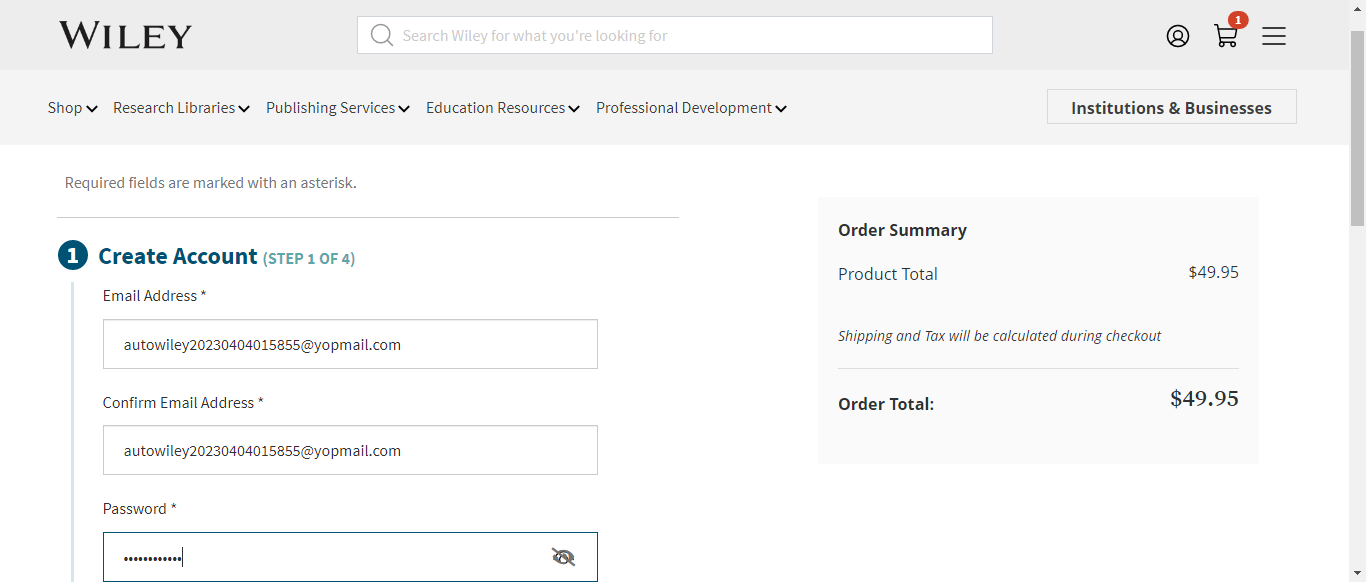 WILEY
Search Wiley for what you're looking for
1
Shop
Research Libraries
Publishing Services
Education Resources
Professional Development
Institutions & Businesses
Required fields are marked with an asterisk.
1 Create Account (STEP 1 OF 4)
Email Address *
autowiley20230404015855@yopmail.com
Confirm Email Address *
autowiley20230404015855@yopmail.com
Password *
••••••••••••
Order Summary
Product Total $49.95
Shipping and Tax will be calculated during checkout
Order Total: $49.95